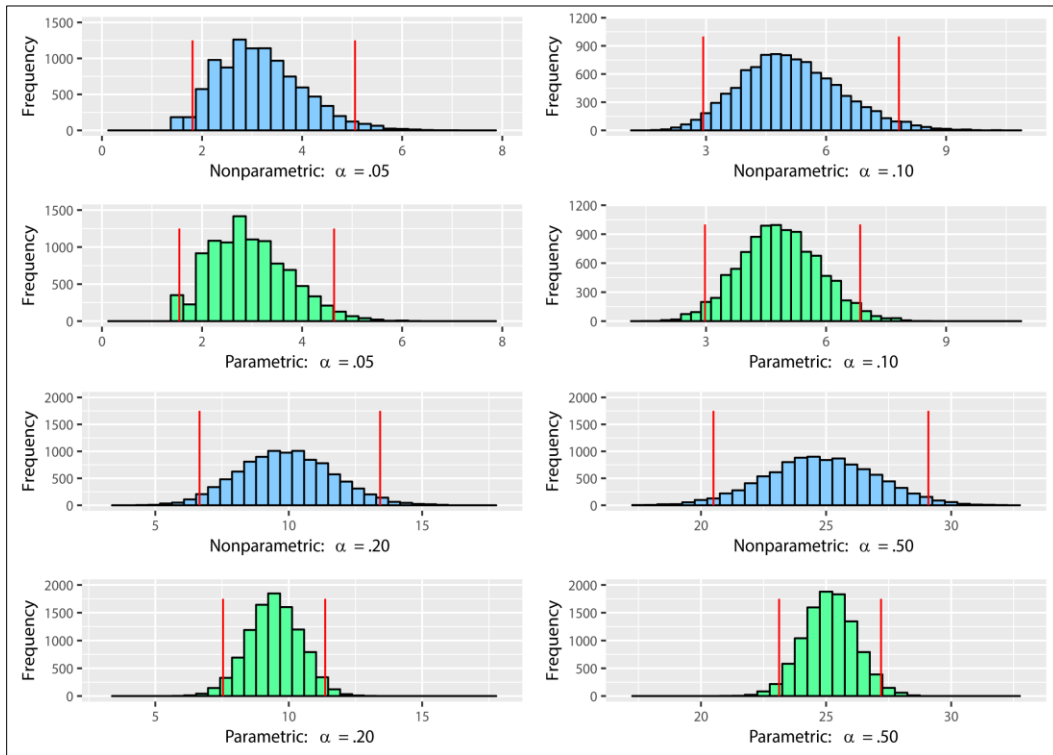 Frequency
1500
1000
500
0
0 2 4 6 8
Nonparametric: α = .05
Frequency
1200
900
600
300
0
3 6 9
Nonparametric: α = .10
Frequency
1500
1000
500
0
0 2 4 6 8
Parametric: α = .05
Frequency
1200
900
600
300
0
3 6 9
Parametric: α = .10
Frequency
2000
1500
1000
500
0
5 10 15
Nonparametric: α = .20
Frequency
2000
1500
1000
500
0
20 25 30
Nonparametric: α = .50
Frequency
2000
1500
1000
500
0
5 10 15
Parametric: α = .20
Frequency
2000
1500
1000
500
0
20 25 30
Parametric: α = .50